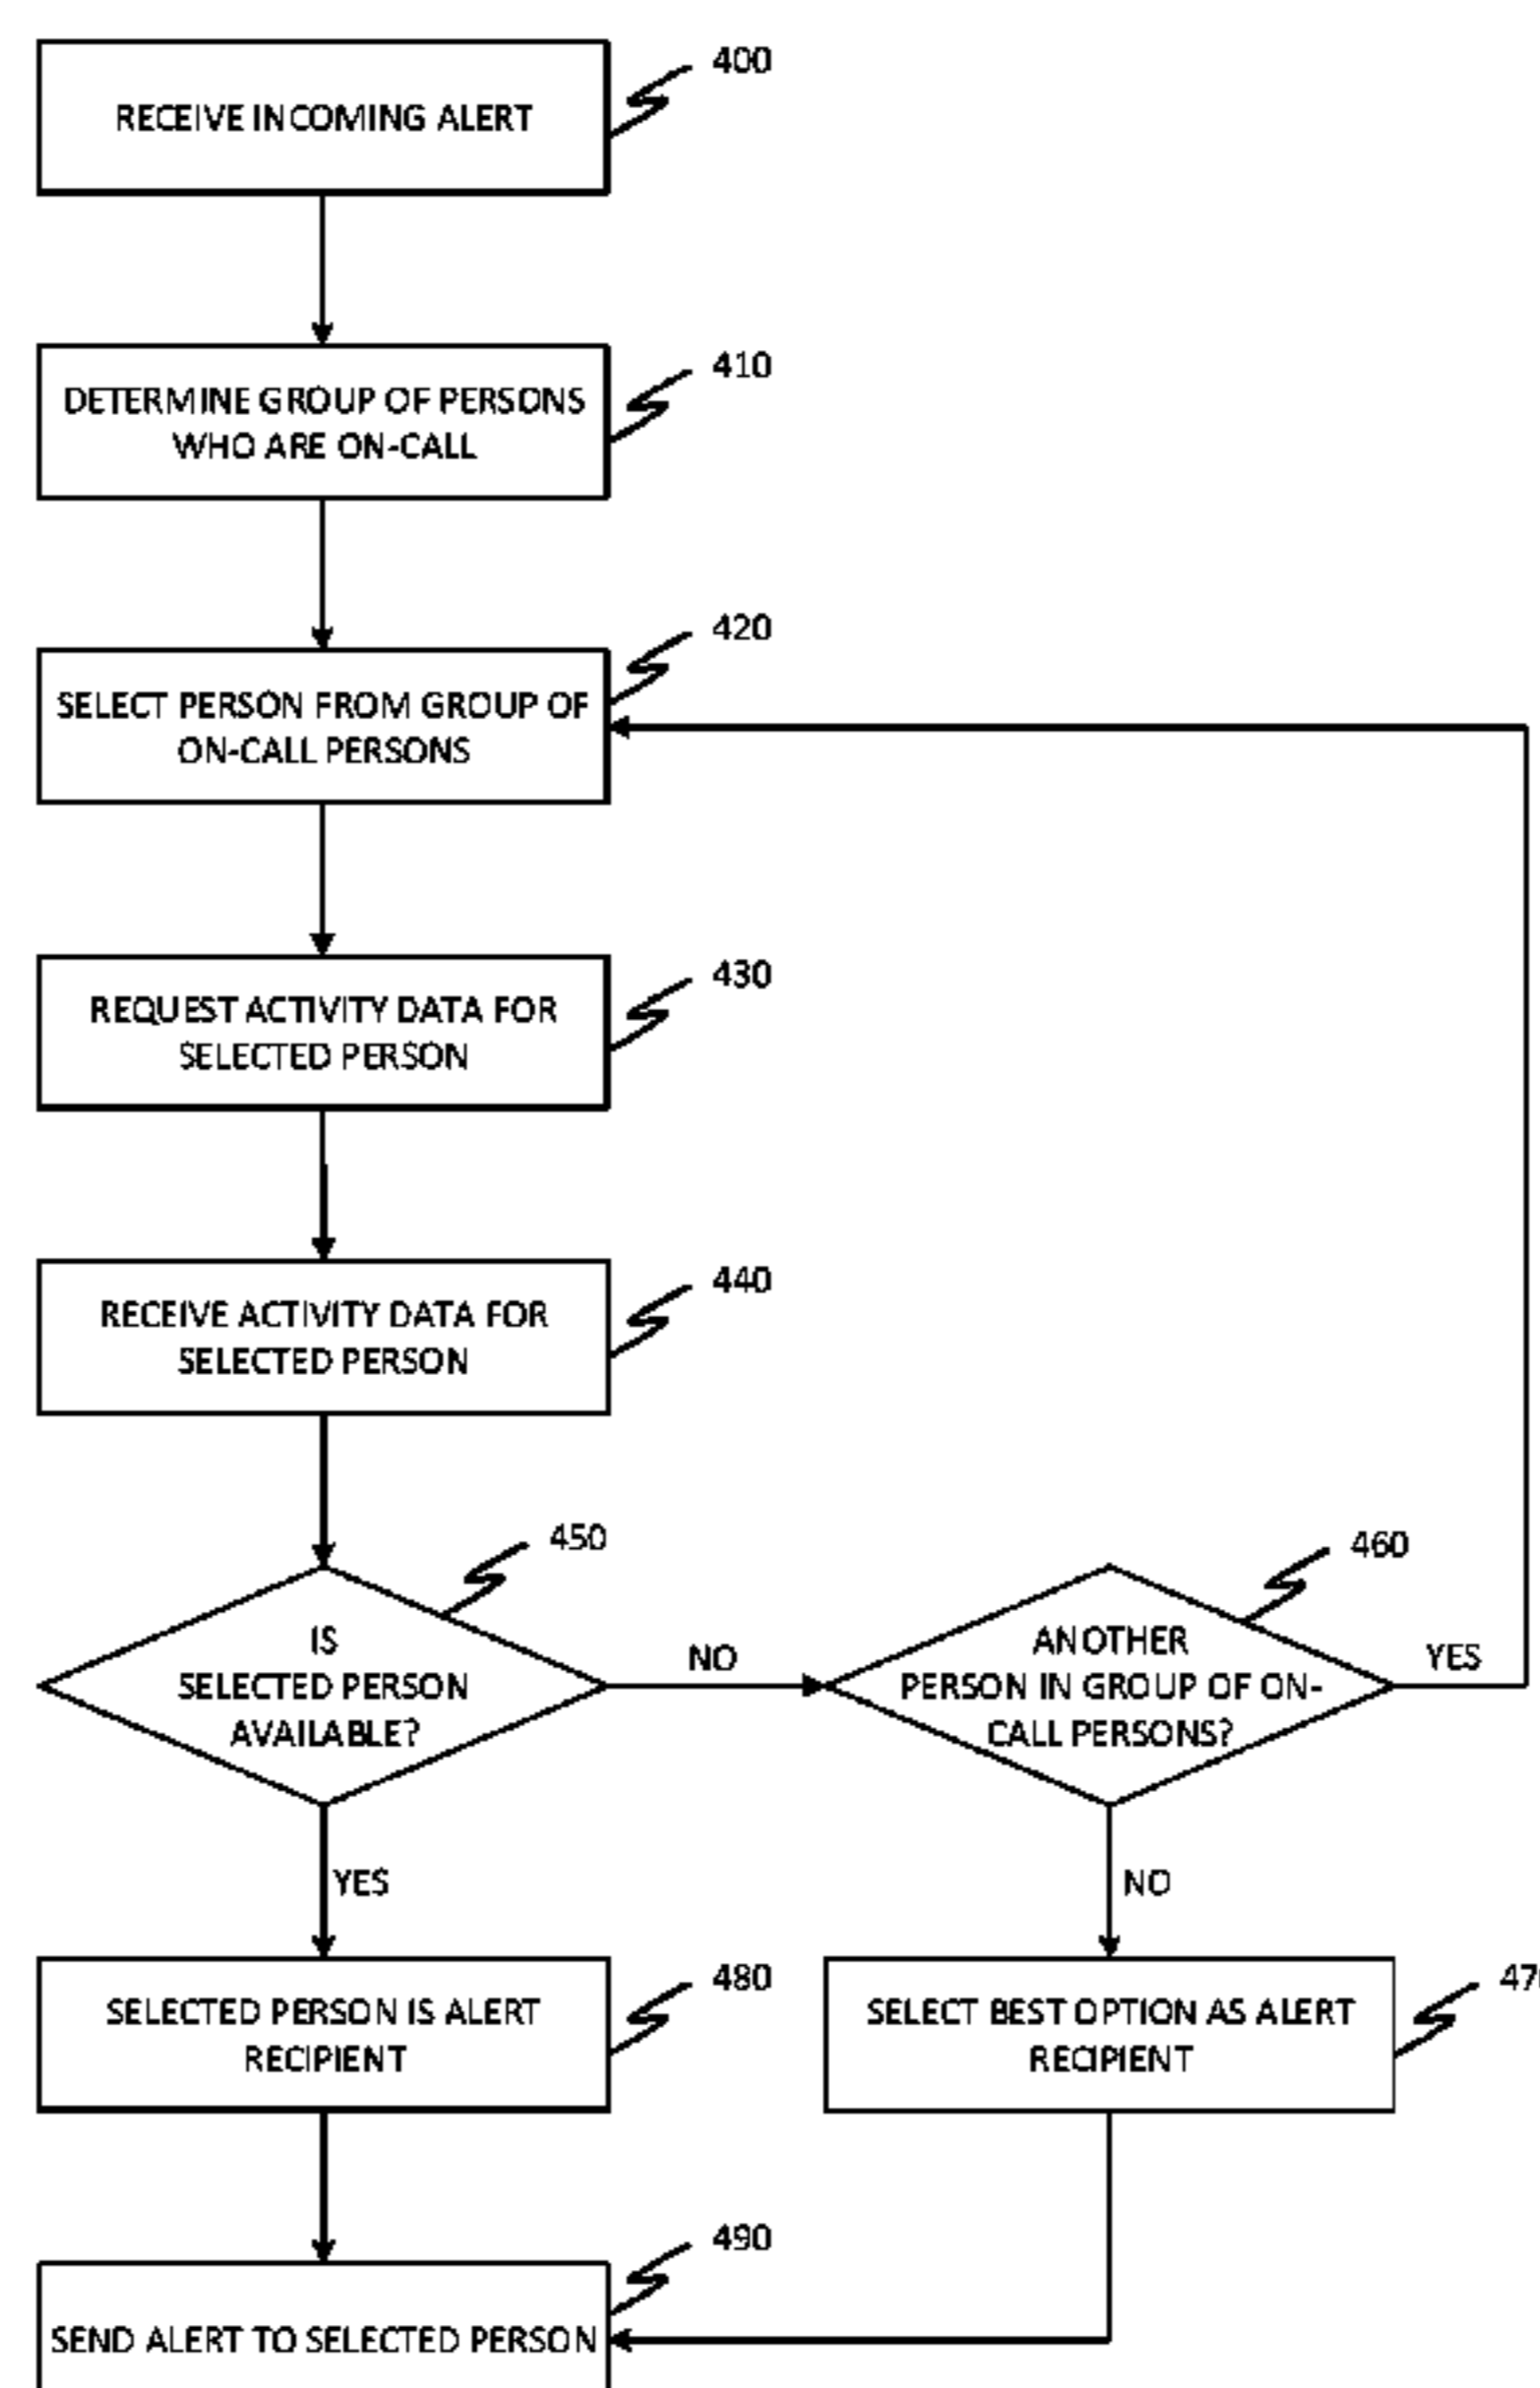 400
RECEIVE INCOMING ALERT
410
DETERMINE GROUP OF PERSONS
WHO ARE ON-CALL
420
SELECT PERSON FROM GROUP OF
ON-CALL PERSONS
430
REQUEST ACTIVITY DATA FOR
SELECTED PERSON
440
RECEIVE ACTIVITY DATA FOR
SELECTED PERSON
450
IS
SELECTED PERSON
AVAILABLE?
NO
460
ANOTHER
PERSON IN GROUP OF ON-
CALL PERSONS?
YES
YES
NO
480
SELECTED PERSON IS ALERT
RECIPIENT
SELECT BEST OPTION AS ALERT
RECIPIENT
490
SEND ALERT TO SELECTED PERSON